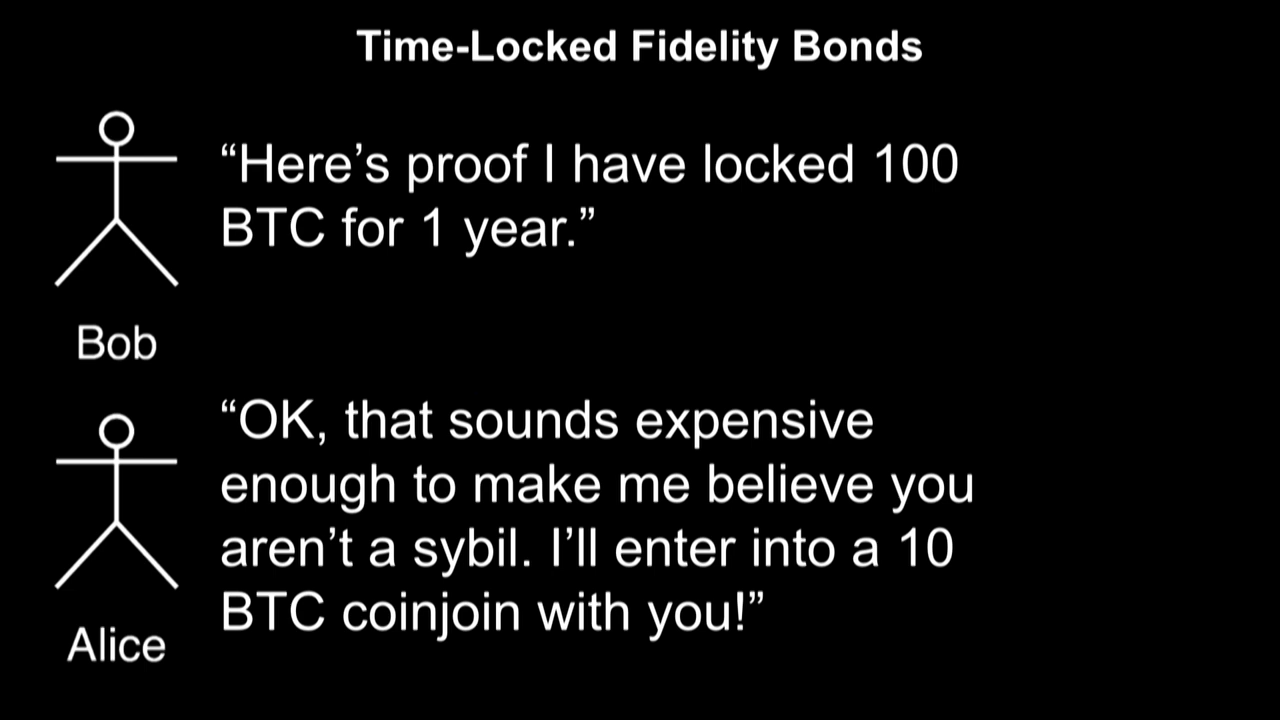 Time-Locked Fidelity Bonds
“Here’s proof I have locked 100
BTC for 1 year.”
Bob
“OK, that sounds expensive
enough to make me believe you
aren’t a sybil. I’ll enter into a 10
BTC coinjoin with you!”
Alice